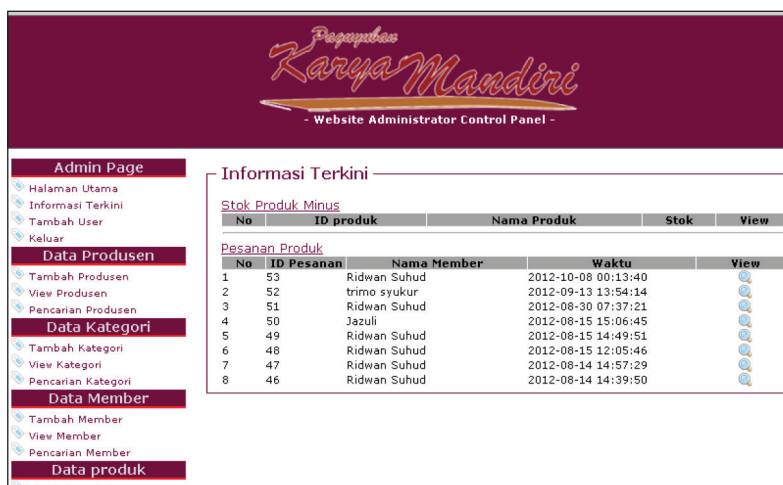 Paguyuban
Karya Mandiri
- Website Administrator Control Panel -
Admin Page
Halaman Utama
Informasi Terkini
Tambah User
Keluar
Data Produsen
Tambah Produsen
View Produsen
Pencarian Produsen
Data Kategori
Tambah Kategori
View Kategori
Pencarian Kategori
Data Member
Tambah Member
View Member
Pencarian Member
Data produk
Informasi Terkini
Stok Produk Minus
No ID produk Nama Produk Stok View
Pesanan Produk
No ID Pesanan Nama Member Waktu View
1 53 Ridwan Suhud 2012-10-08 00:13:40
2 52 trimo syukur 2012-09-13 13:54:14
3 51 Ridwan Suhud 2012-08-30 07:37:21
4 50 Jazuli 2012-08-15 15:06:45
5 49 Ridwan Suhud 2012-08-15 14:49:51
6 48 Ridwan Suhud 2012-08-15 12:05:46
7 47 Ridwan Suhud 2012-08-14 14:57:29
8 46 Ridwan Suhud 2012-08-14 14:39:50